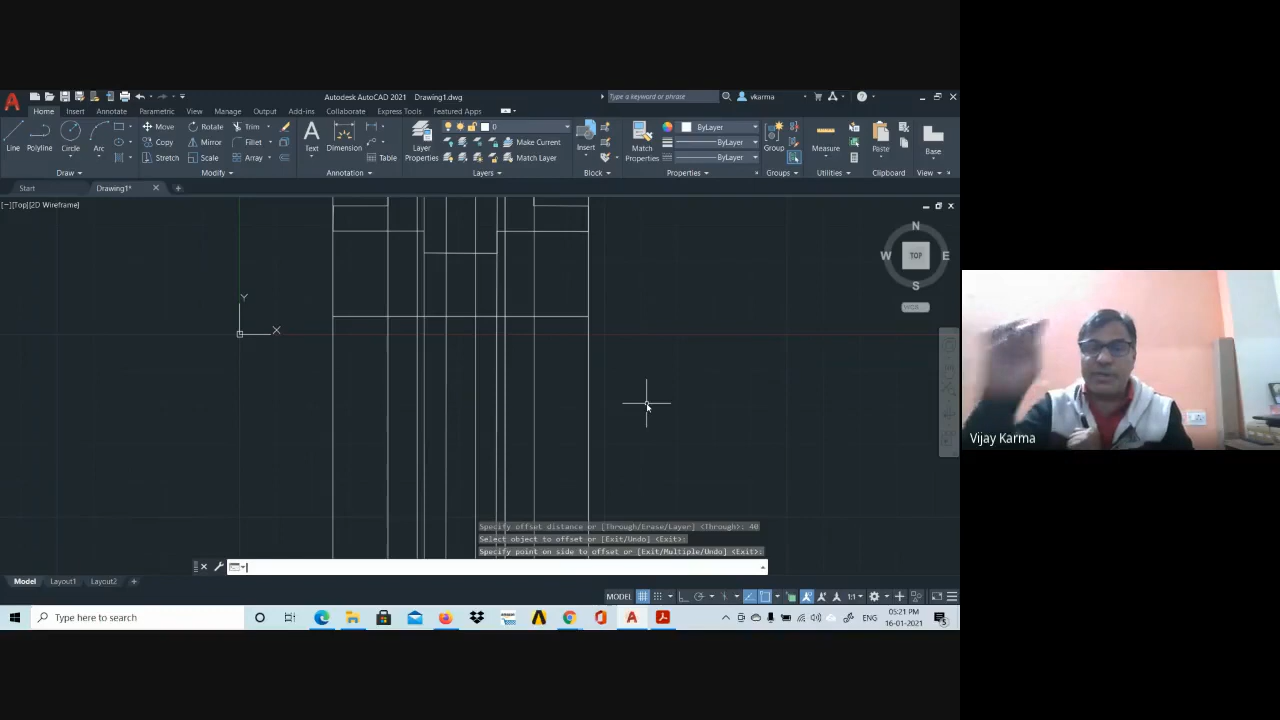 Autodesk AutoCAD 2021 Drawing1.dwg
Type a keyword or phrase
vkarma
Home Insert Annotate Parametric View Manage Output Add-ins Collaborate Express Tools Featured Apps
Line Polyline Circle Arc
Move Rotate Trim
Copy Mirror Fillet
Stretch Scale Array
Text Dimension Table
Layer Properties
0
Make Current
Match Layer
Insert
Match Properties
ByLayer
ByLayer
ByLayer
Group
Measure
Paste
Base
Draw Modify Annotation Layers Block Properties Groups Utilities Clipboard View
Start Drawing1*
[−][Top][2D Wireframe]
N
W TOP E
S
Y
X
Vijay Karma
Specify offset distance or [Through/Erase/Layer] <Through>: 40
Select object to offset or [Exit/Undo] <Exit>:
Specify point on side to offset or [Exit/Multiple/Undo] <Exit>:
Model Layout1 Layout2
MODEL 1:1
Type here to search
ENG
05:21 PM
16-01-2021
5